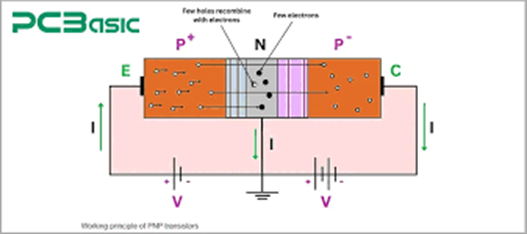 PCBasic
Few holes recombine
with electrons
Few electrons
P+
N
P-
E
C
I
I
I
+
-
+
-
V
V
Working principle of PNP transistors